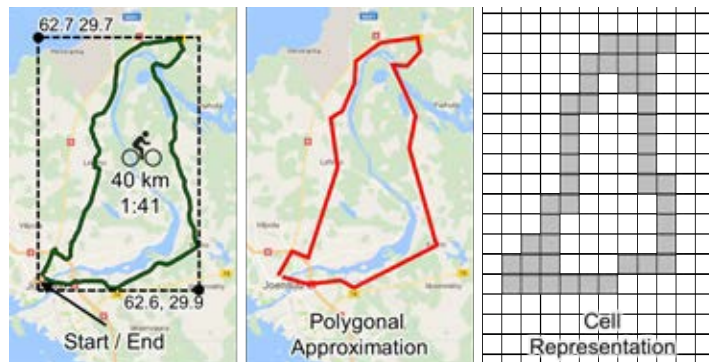 62.7 29.7
40 km
1:41
62.6, 29.9
Start / End
Polygonal
Approximation
Cell
Representation